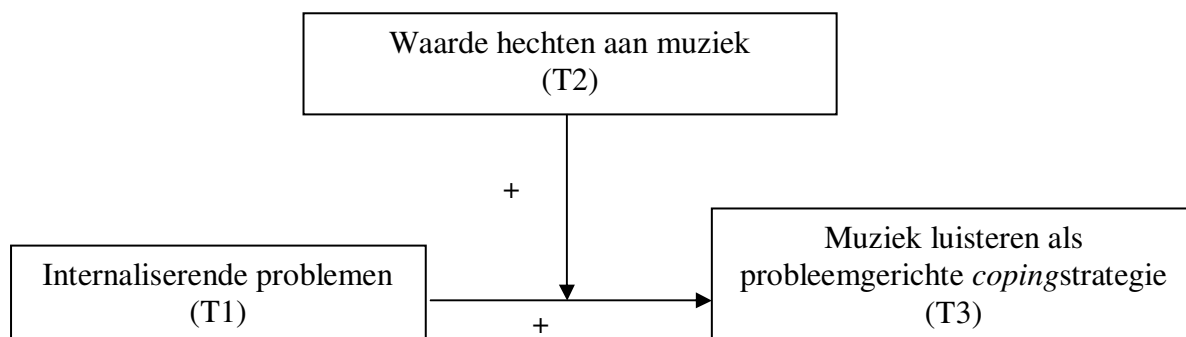 Waarde hechten aan muziek
(T2)
+
Internaliserende problemen
(T1)
+
Muziek luisteren als
probleemgerichte copingstrategie
(T3)